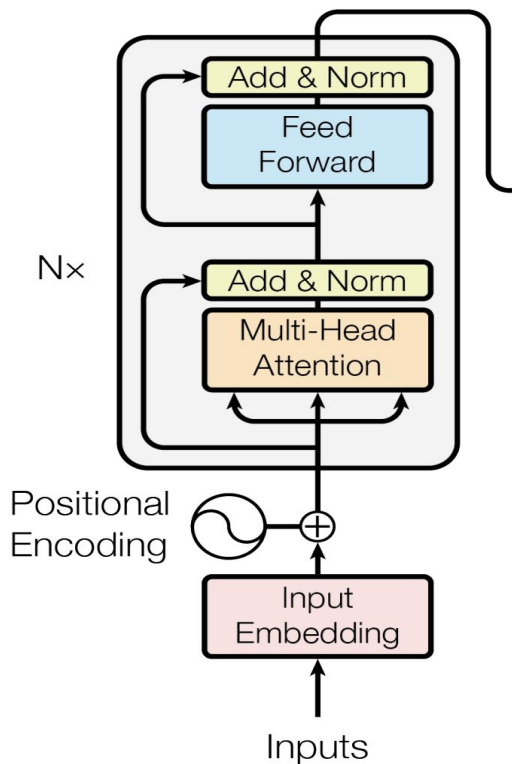 Add & Norm
Feed
Forward
Nx
Add & Norm
Multi-Head
Attention
Positional
Encoding
Input
Embedding
Inputs